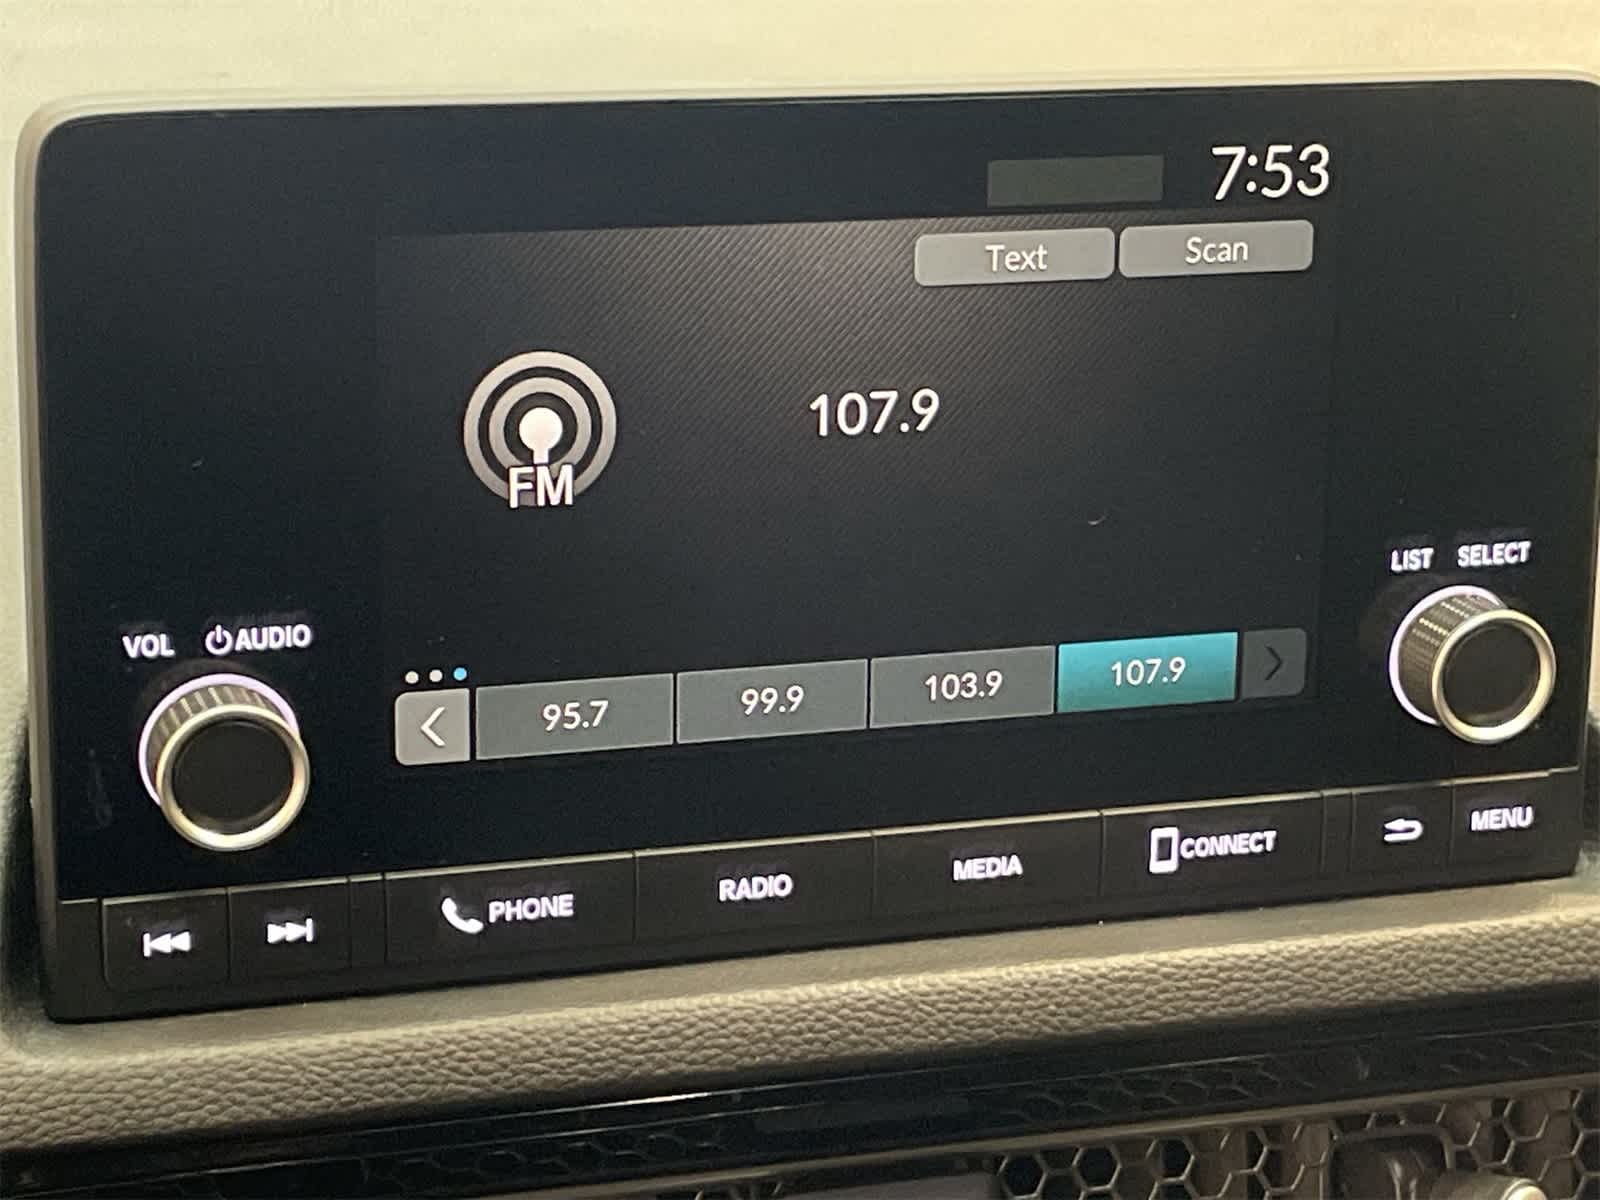 7:53
Text Scan
107.9
FM
LIST SELECT
VOL AUDIO
95.7 99.9 103.9 107.9
PHONE RADIO MEDIA CONNECT MENU